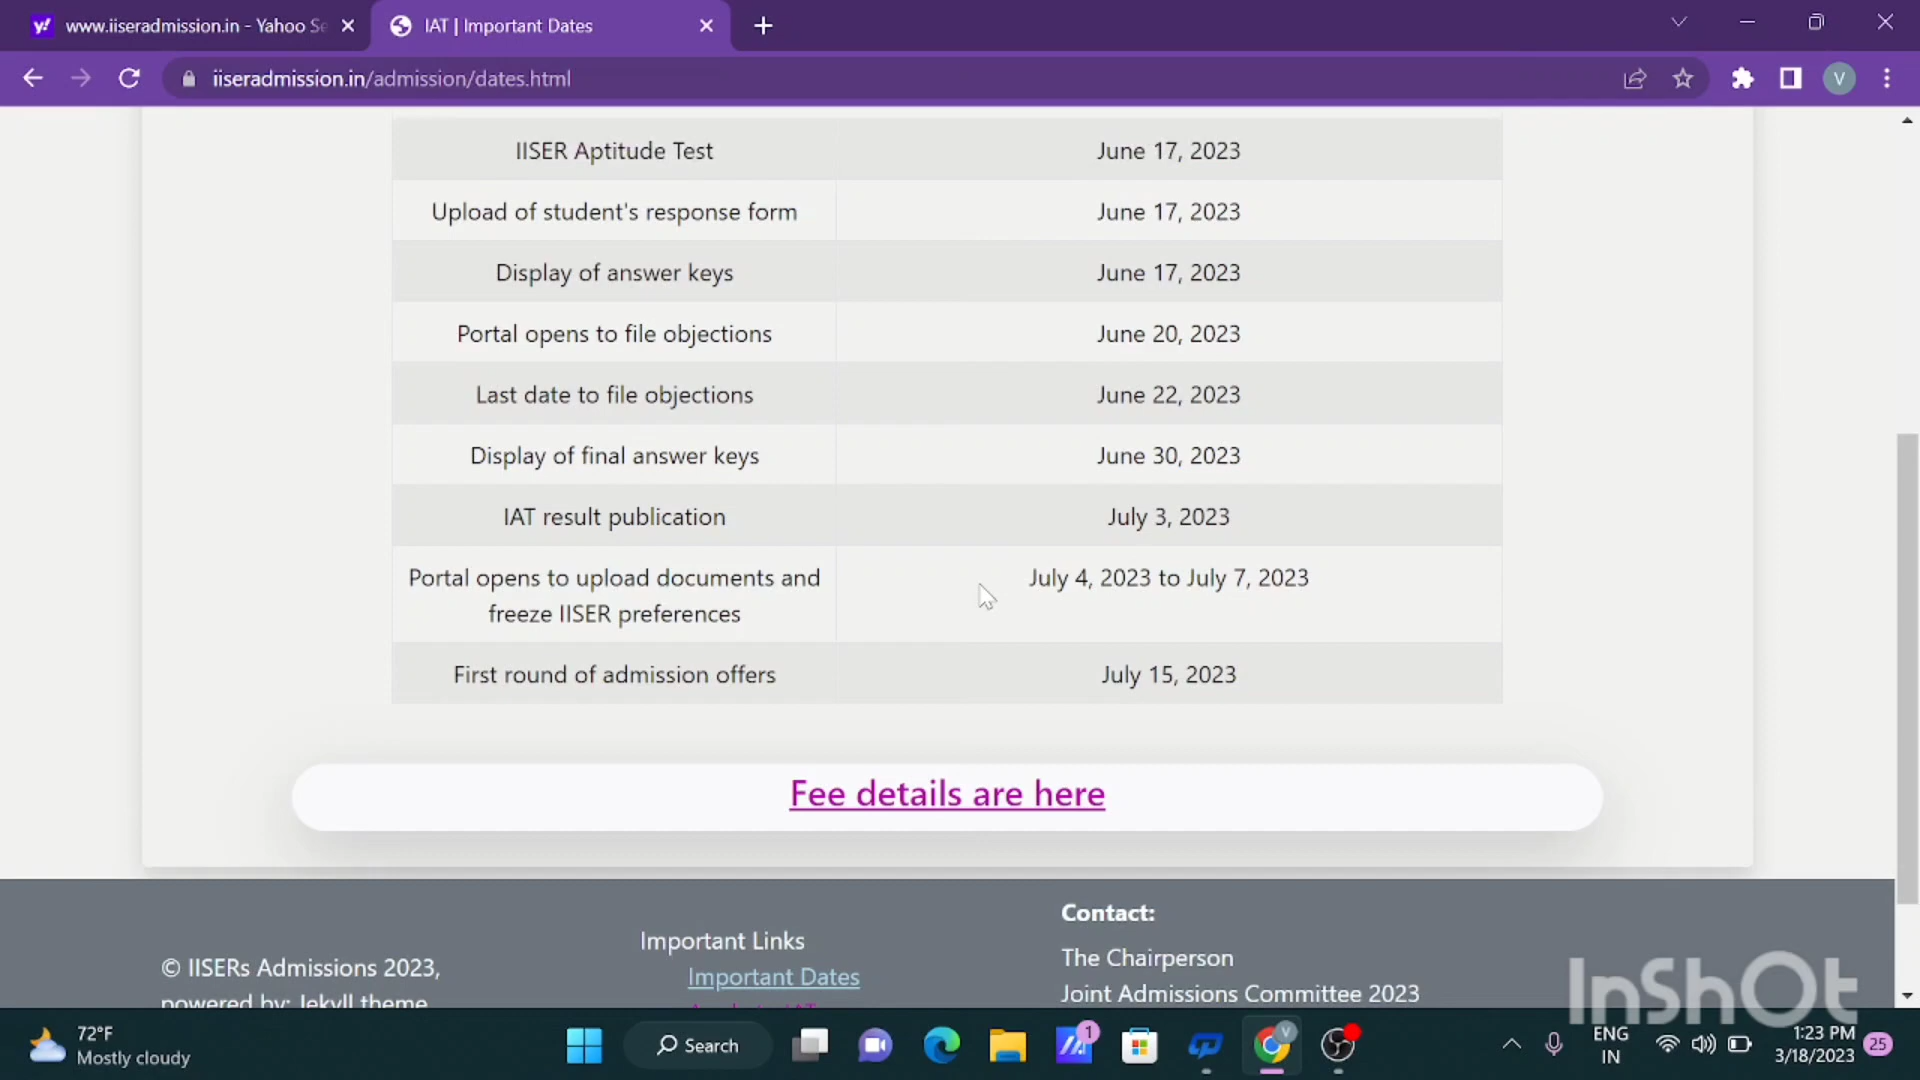 www.iiseradmission.in - Yahoo Se
IAT | Important Dates
iiseradmission.in/admission/dates.html
V
IISER Aptitude Test June 17, 2023
Upload of student's response form June 17, 2023
Display of answer keys June 17, 2023
Portal opens to file objections June 20, 2023
Last date to file objections June 22, 2023
Display of final answer keys June 30, 2023
IAT result publication July 3, 2023
Portal opens to upload documents and July 4, 2023 to July 7, 2023
freeze IISER preferences
First round of admission offers July 15, 2023
Fee details are here
Contact:
Important Links
The Chairperson
© IISERs Admissions 2023,
Important Dates
Joint Admissions Committee 2023
powered by: Jekyll theme
InShOt
72°F
Mostly cloudy
Search
1
V
ENG
IN
1:23 PM
3/18/2023
25